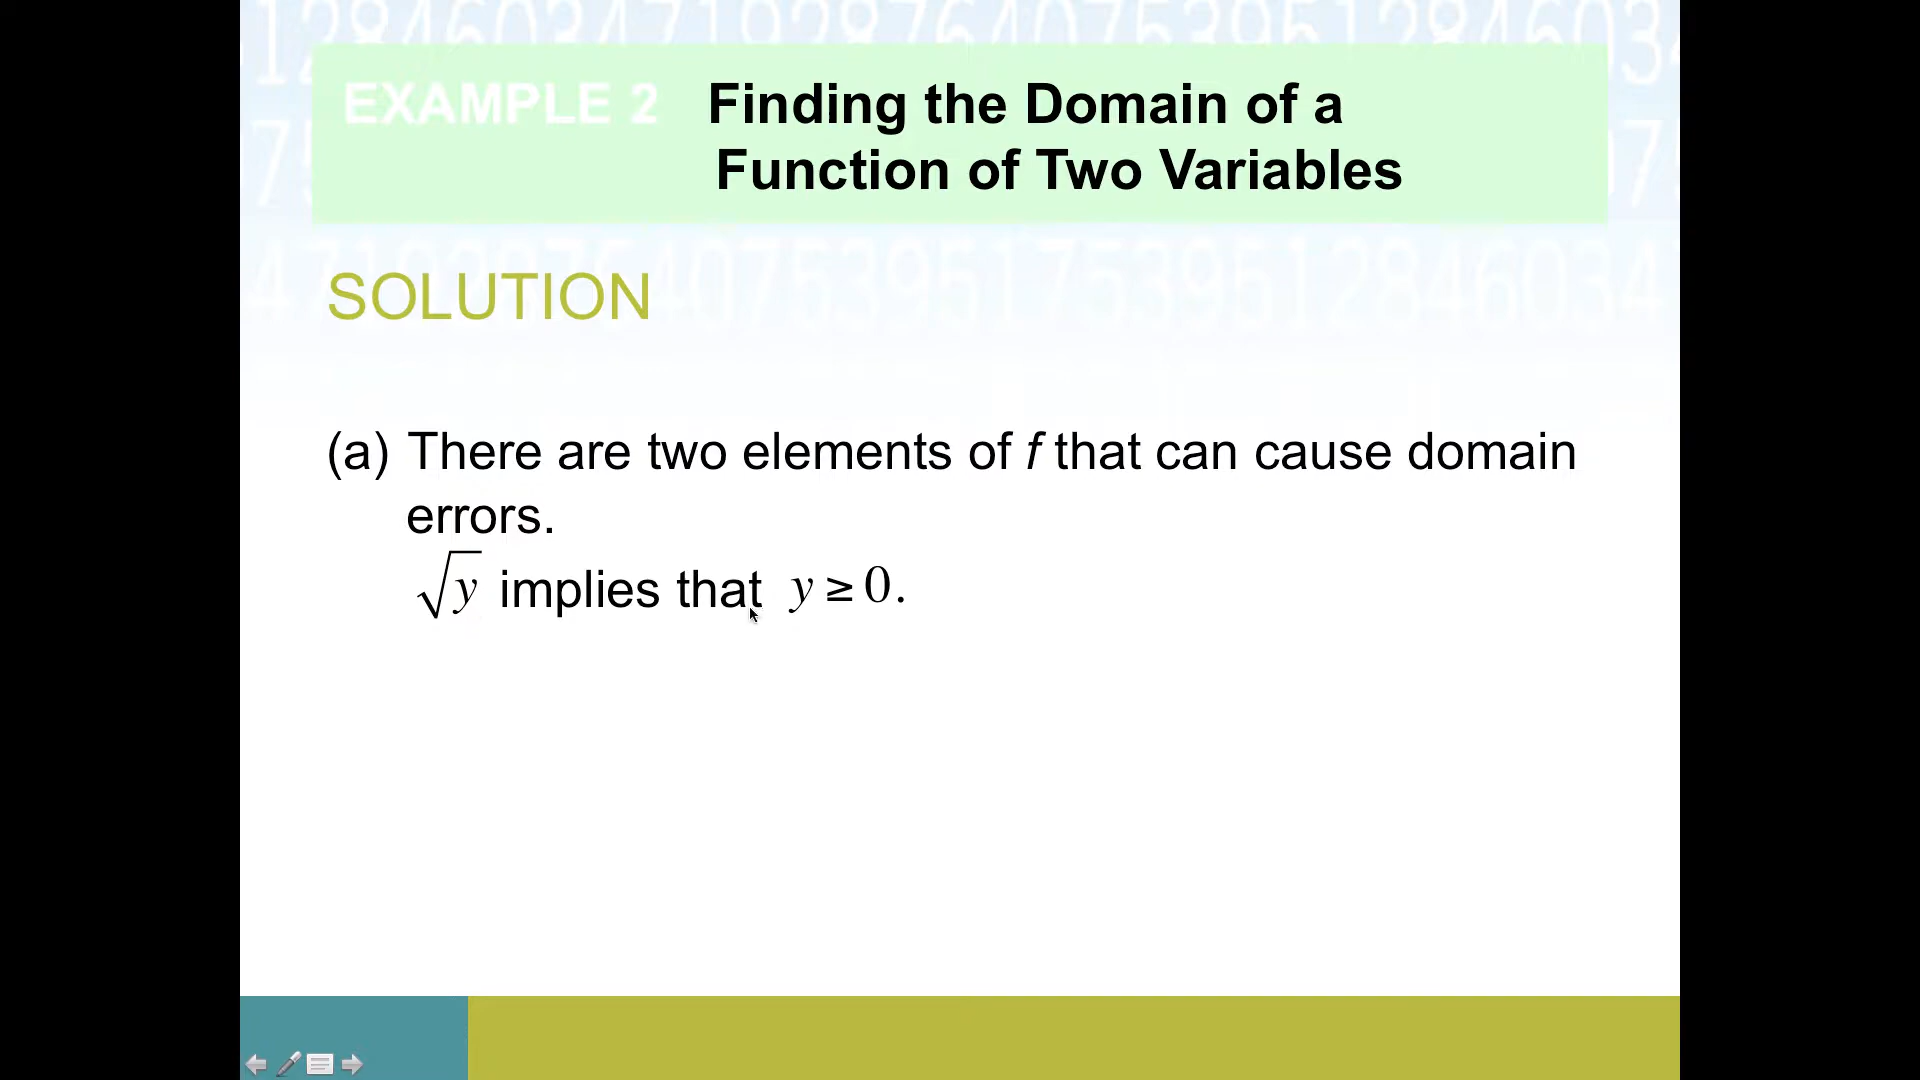 EXAMPLE 2 Finding the Domain of a
Function of Two Variables
SOLUTION
(a) There are two elements of f that can cause domain
errors.
√y implies that y ≥ 0.